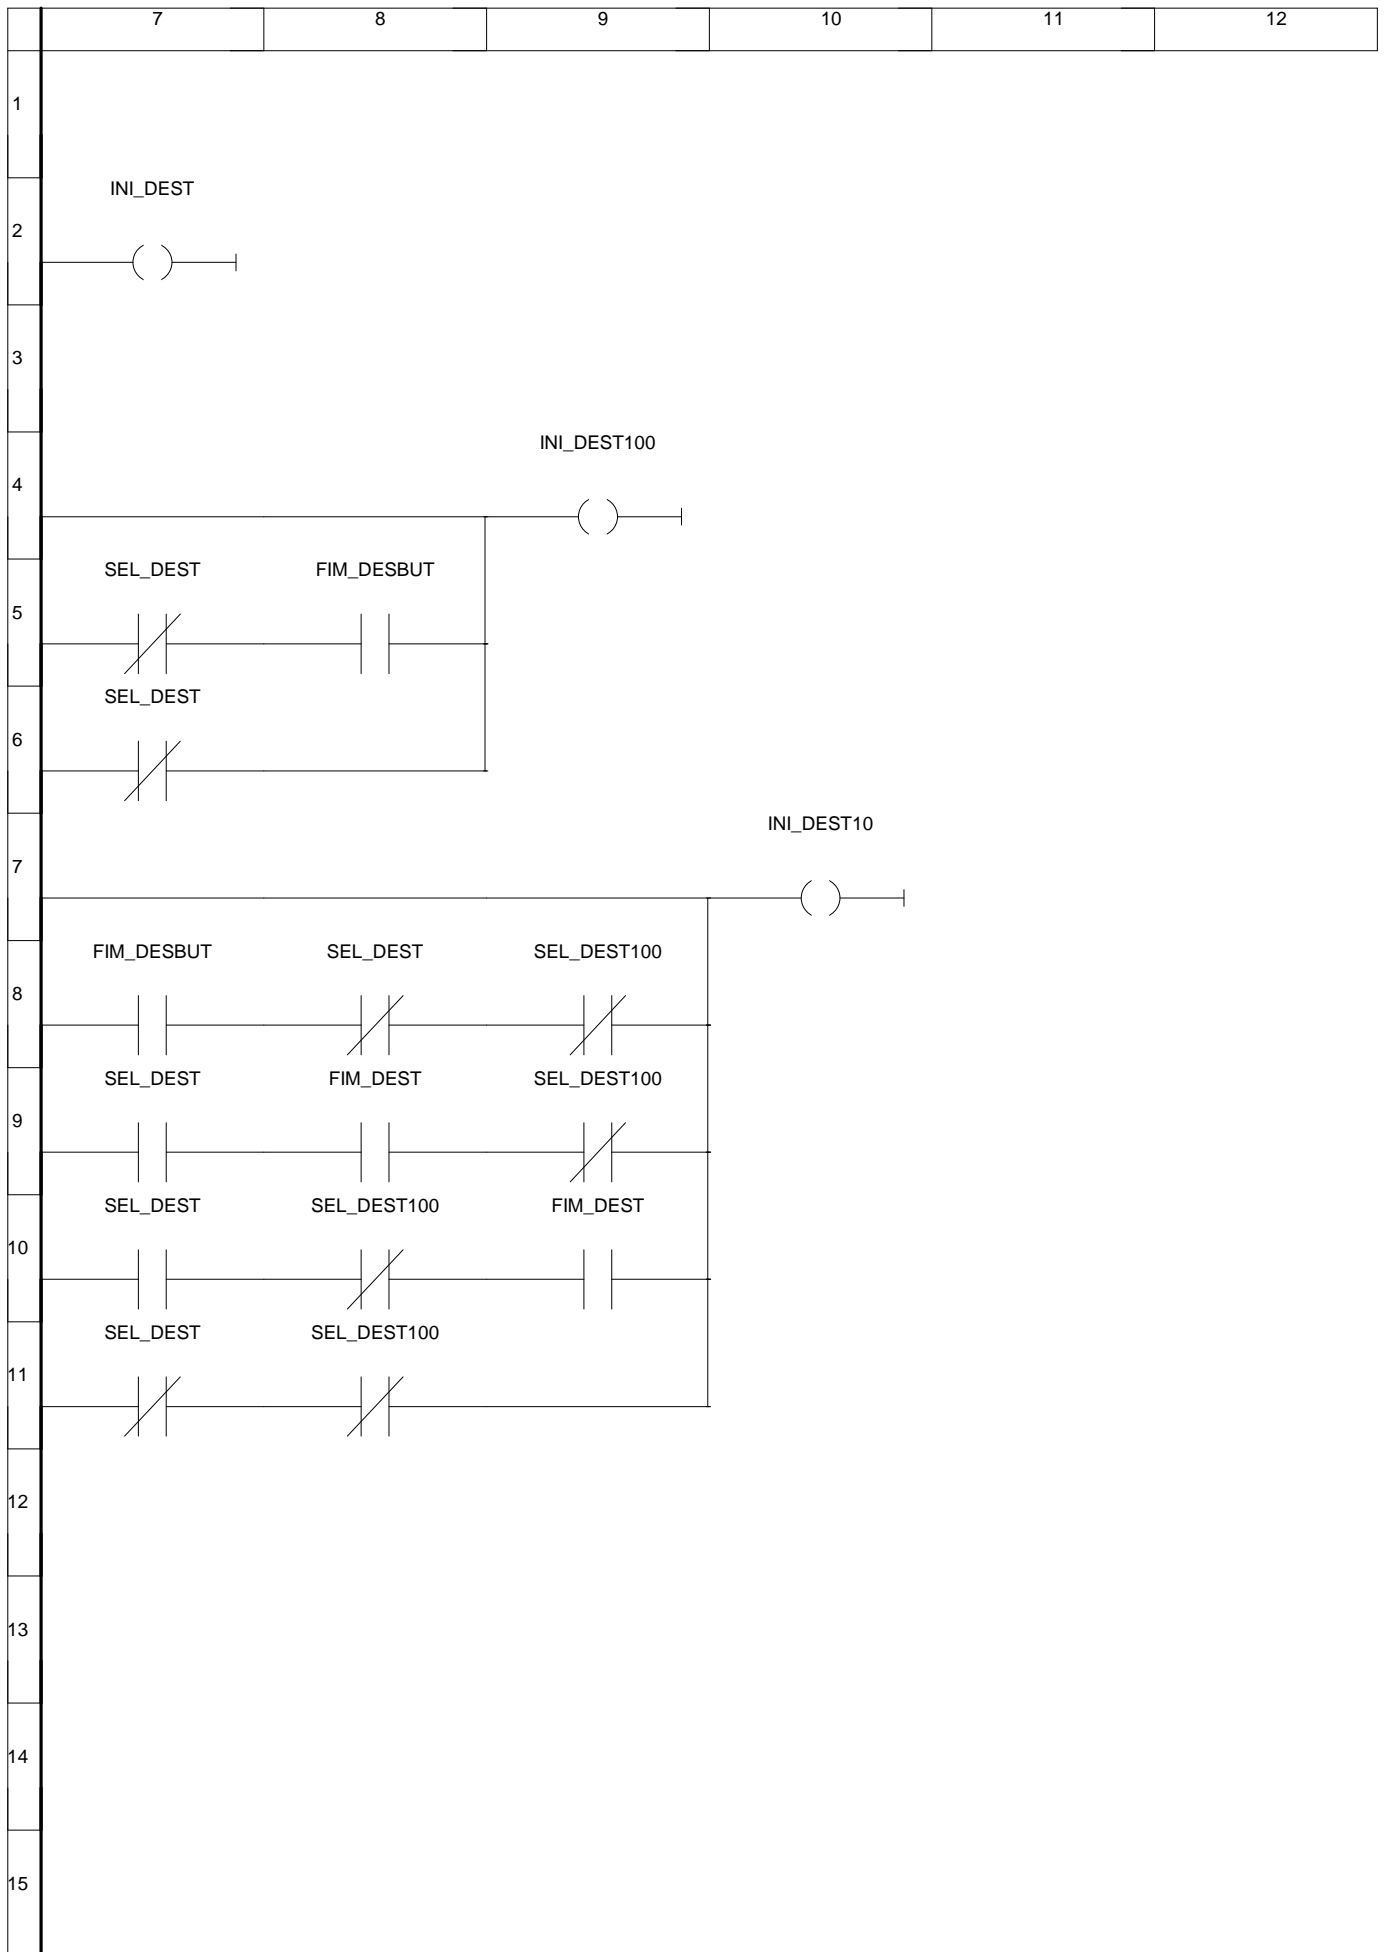 7 8 9 10 11 12
1
INI_DEST
2
3
INI_DEST100
4
SEL_DEST FIM_DESBUT
5
SEL_DEST
6
INI_DEST10
7
FIM_DESBUT SEL_DEST SEL_DEST100
8
SEL_DEST FIM_DEST SEL_DEST100
9
SEL_DEST SEL_DEST100 FIM_DEST
10
SEL_DEST SEL_DEST100
11
12
13
14
15